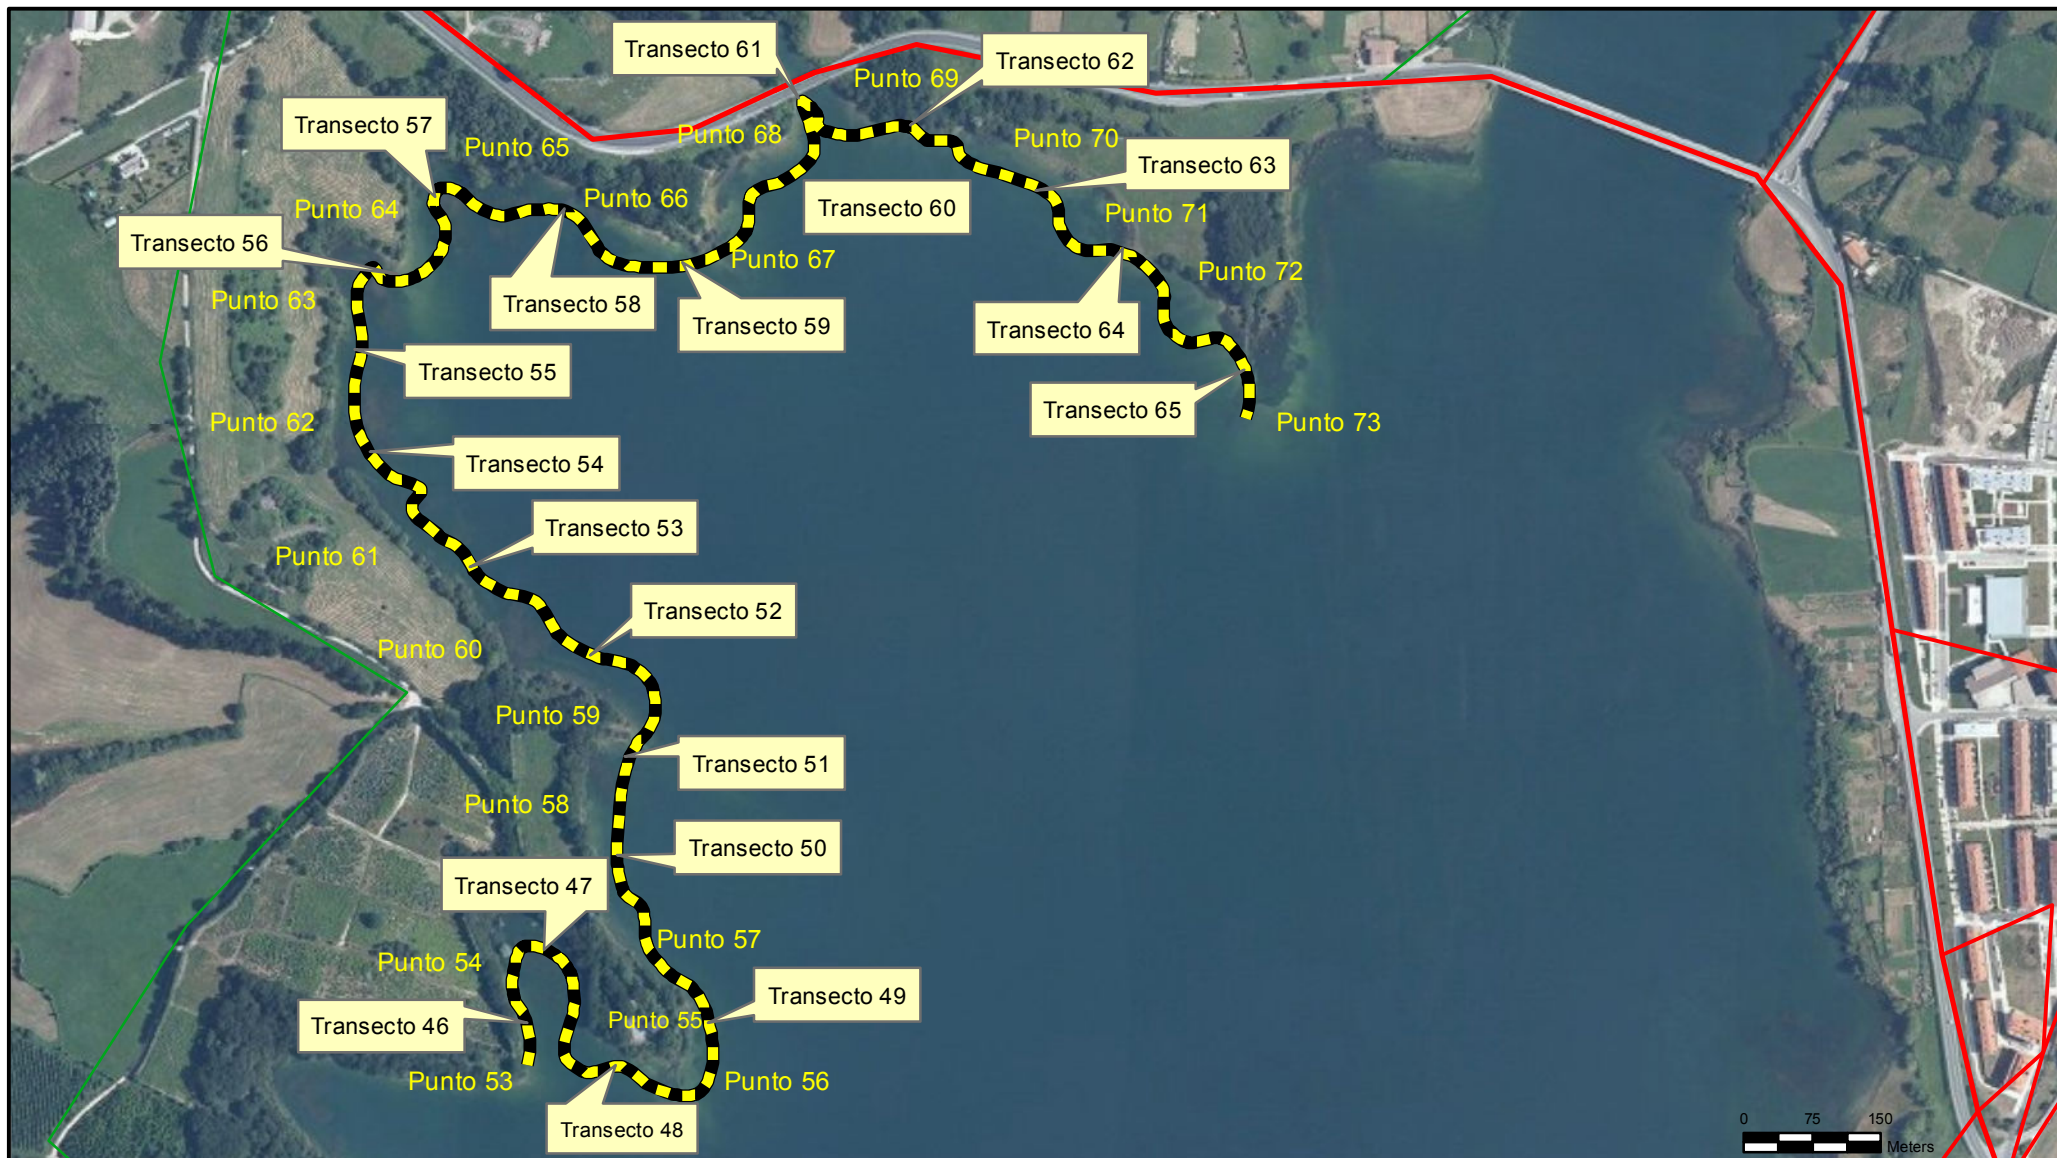 Transecto 61
Transecto 62
Punto 69
Transecto 57
Punto 65
Punto 68
Punto 70
Transecto 63
Punto 66
Punto 64
Transecto 60
Punto 71
Transecto 56
Punto 67
Punto 72
Punto 63
Transecto 58
Transecto 59
Transecto 64
Transecto 55
Transecto 65
Punto 73
Punto 62
Transecto 54
Transecto 53
Punto 61
Transecto 52
Punto 60
Punto 59
Transecto 51
Punto 58
Transecto 50
Transecto 47
Punto 57
Punto 54
Transecto 49
Punto 55
Transecto 46
Punto 53
Punto 56
Transecto 48
0 75 150
Meters